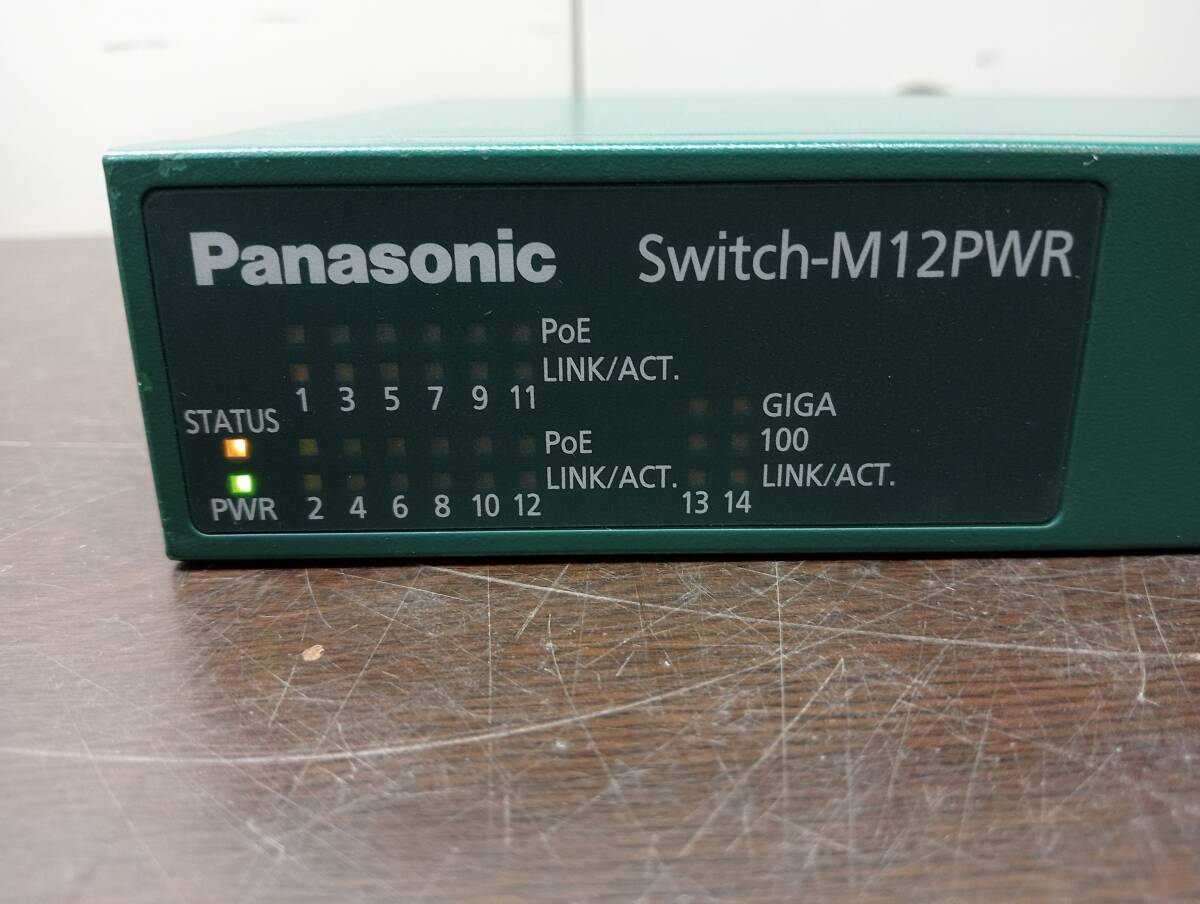 Panasonic Switch-M12PWR
PoE
LINK/ACT.
1 3 5 7 9 11
GIGA
STATUS
PoE 100
LINK/ACT. LINK/ACT.
PWR 2 4 6 8 10 12 13 14